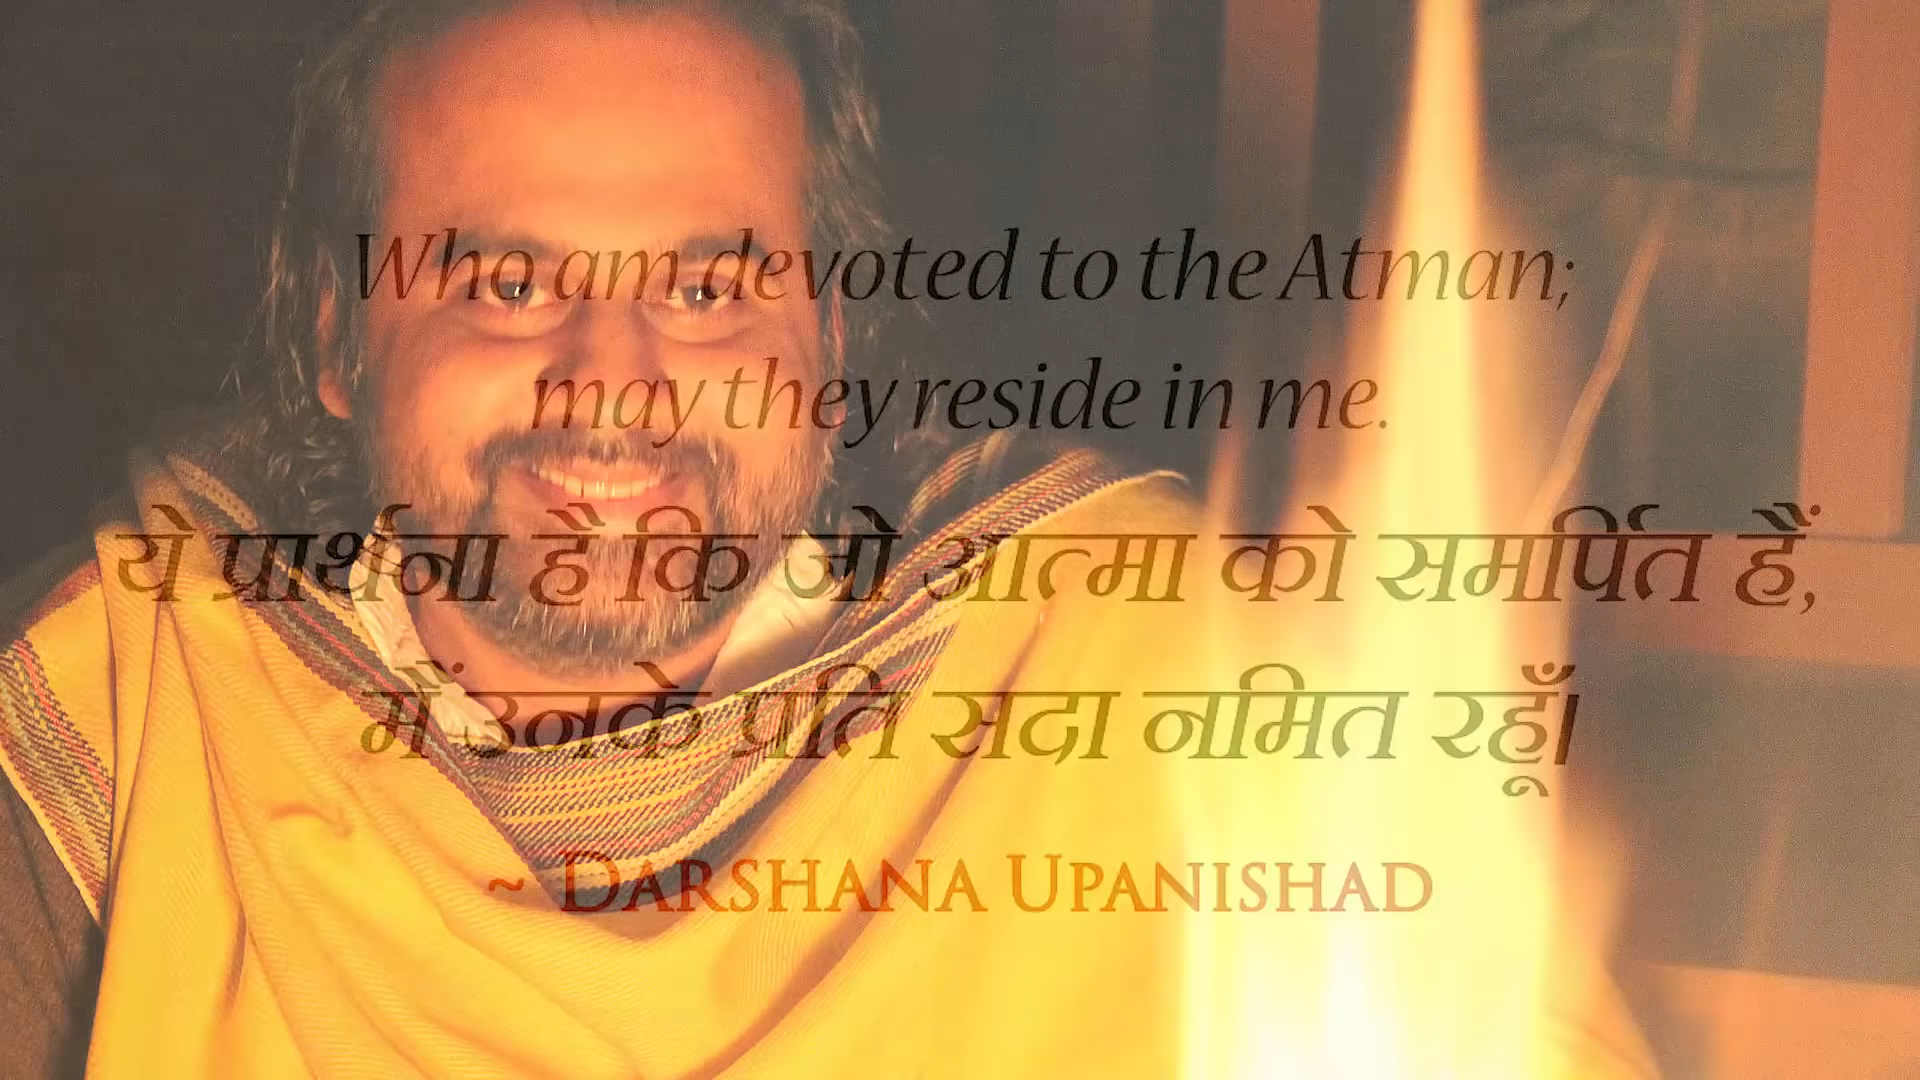 Who am devoted to the Atman;
may they reside in me.
ये प्रार्थना है कि जो आत्मा को समर्पित हैं,
मैं उनके प्रति सदा नमित रहूँ।
~ DARSHANA UPANISHAD